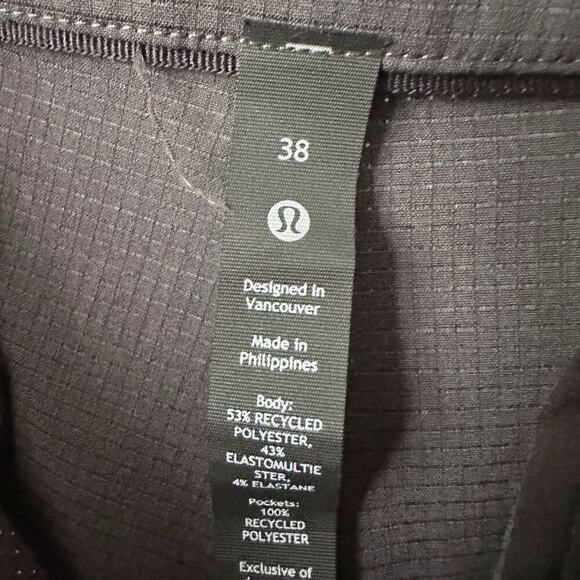 38
Designed in
Vancouver
Made in
Philippines
Body:
53% RECYCLED
POLYESTER,
43%
ELASTOMULTIE
STER,
4% ELASTANE
Pockets:
100%
RECYCLED
POLYESTER
Exclusive of